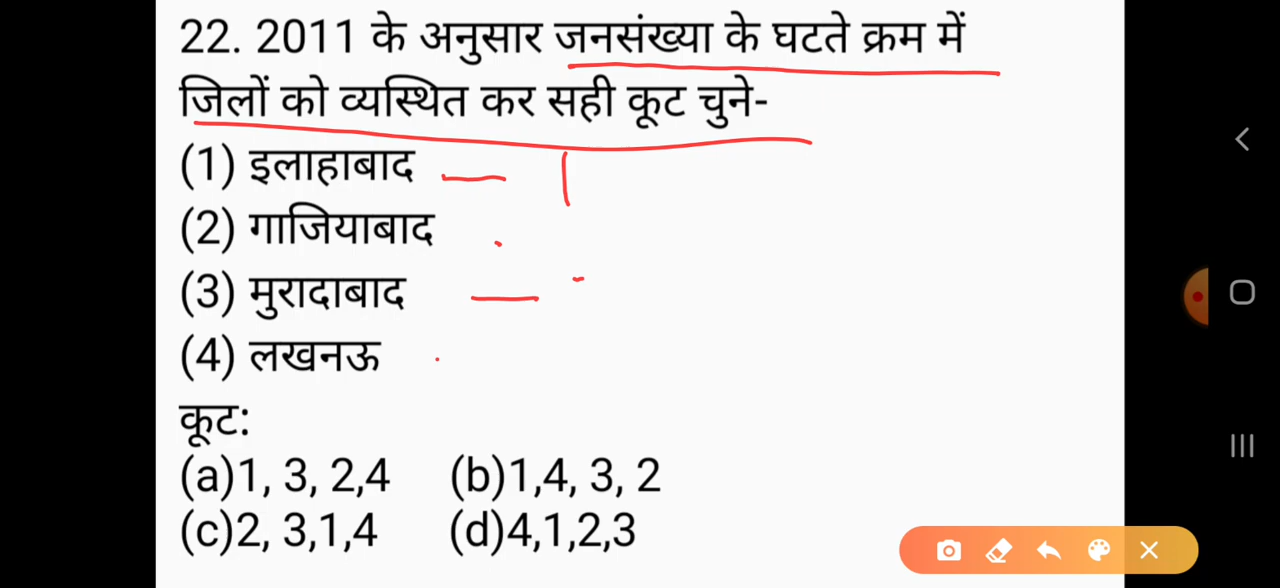 22. 2011 के अनुसार जनसंख्या के घटते क्रम में
जिलों को व्यस्थित कर सही कूट चुने-
(1) इलाहाबाद
(2) गाजियाबाद
(3) मुरादाबाद
(4) लखनऊ
कूट:
(a)1, 3, 2,4 (b)1,4, 3, 2
(c)2, 3,1,4 (d)4,1,2,3